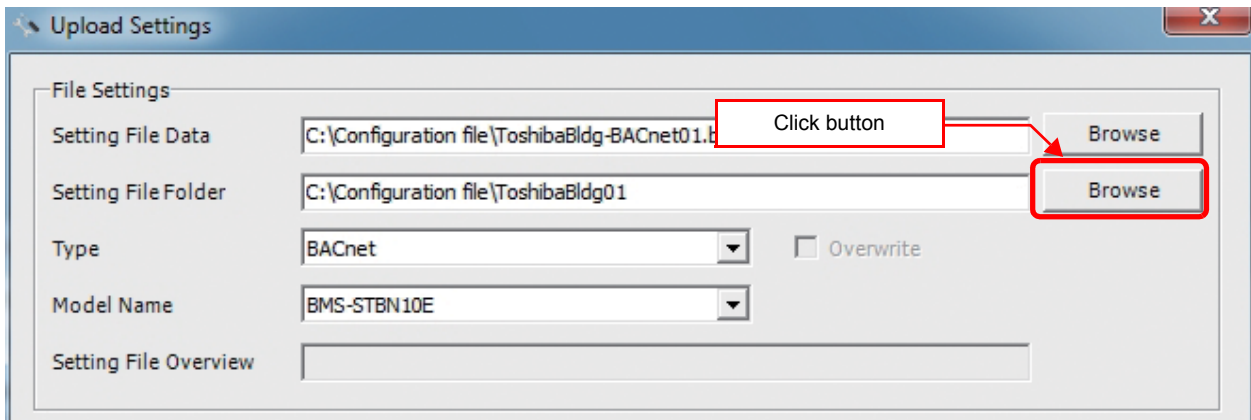 Upload Settings
File Settings
Click button
Setting File Data C:\Configuration file\ToshibaBldg-BACnet01.b Browse
Setting File Folder C:\Configuration file\ToshibaBldg01 Browse
Type BACnet Overwrite
Model Name BMS-STBN10E
Setting File Overview